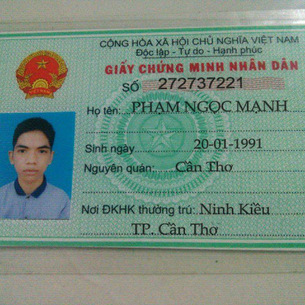 CỘNG HÒA XÃ HỘI CHỦ NGHĨA VIỆT NAM
Độc lập - Tự do - Hạnh phúc
GIẤY CHỨNG MINH NHÂN DÂN
SỐ 272737221
Họ tên: PHẠM NGỌC MẠNH
Sinh ngày 20-01-1991
Nguyên quán: Cần Thơ
Nơi ĐKHK thường trú: Ninh Kiều
TP. Cần Thơ